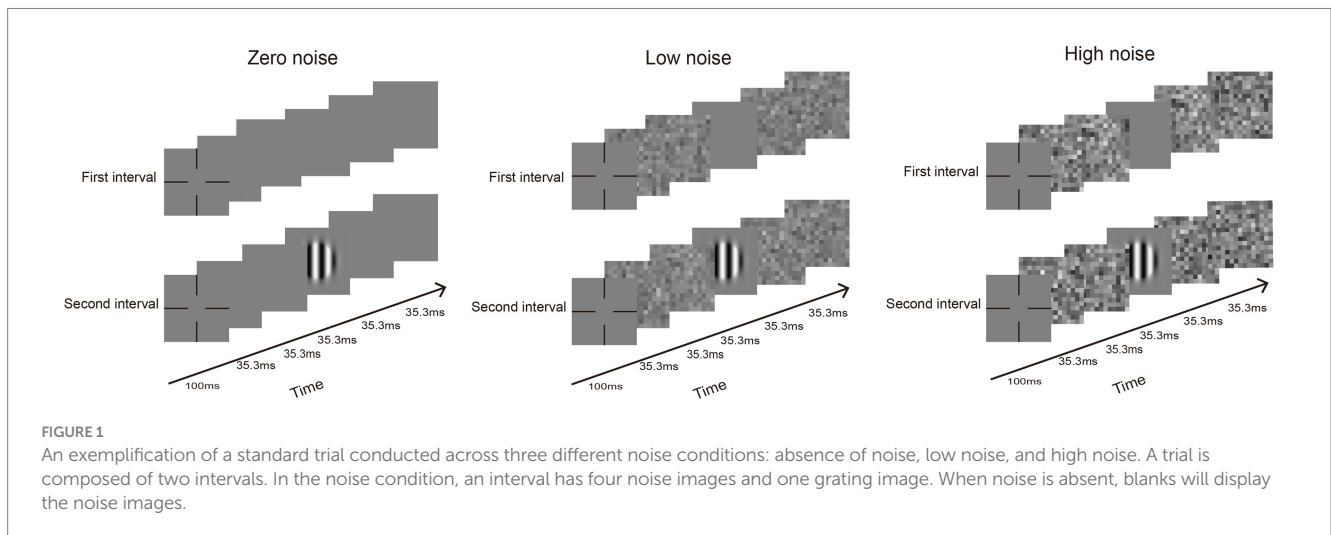 Zero noise
First interval
Second interval
100ms
35.3ms
35.3ms
35.3ms
35.3ms
35.3ms
Time
Low noise
First interval
Second interval
100ms
35.3ms
35.3ms
35.3ms
35.3ms
35.3ms
Time
High noise
First interval
Second interval
100ms
35.3ms
35.3ms
35.3ms
35.3ms
35.3ms
Time
FIGURE 1
An exemplification of a standard trial conducted across three different noise conditions: absence of noise, low noise, and high noise. A trial is
composed of two intervals. In the noise condition, an interval has four noise images and one grating image. When noise is absent, blanks will display
the noise images.